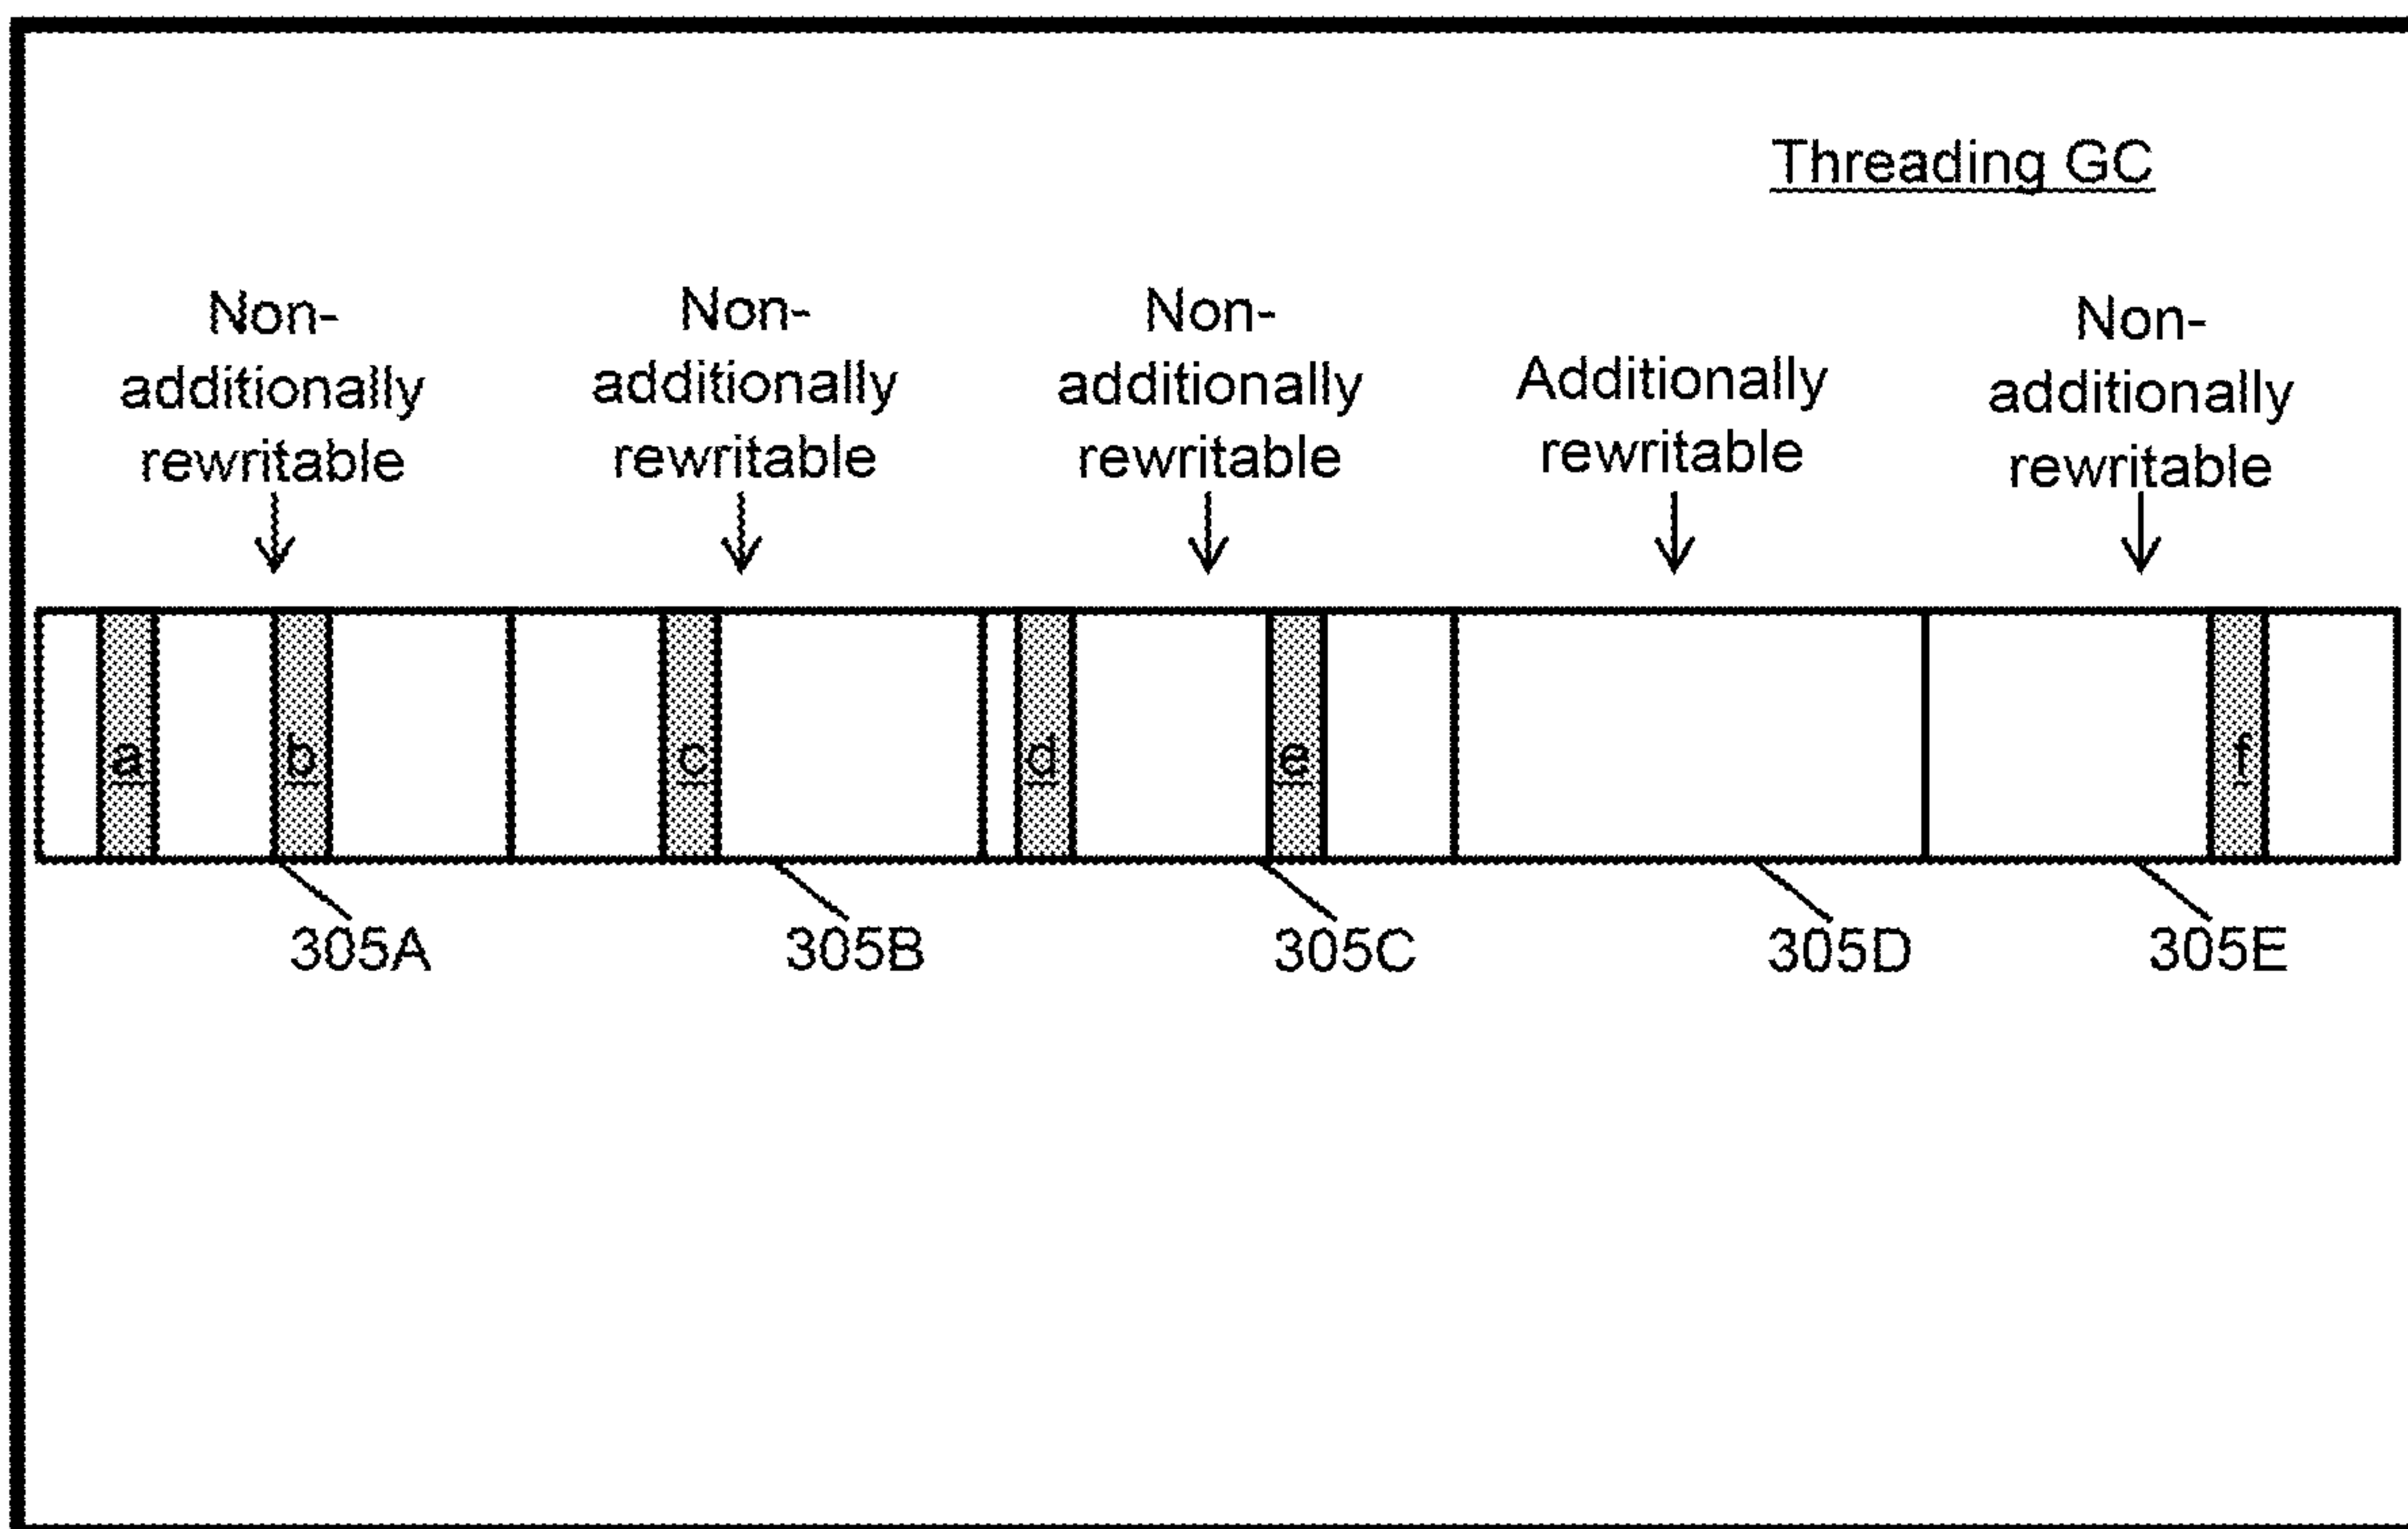 Threading GC
Non-
additionally
rewritable
Non-
additionally
rewritable
Non-
additionally
rewritable
Additionally
rewritable
Non-
additionally
rewritable
a b c d e f
305A 305B 305C 305D 305E